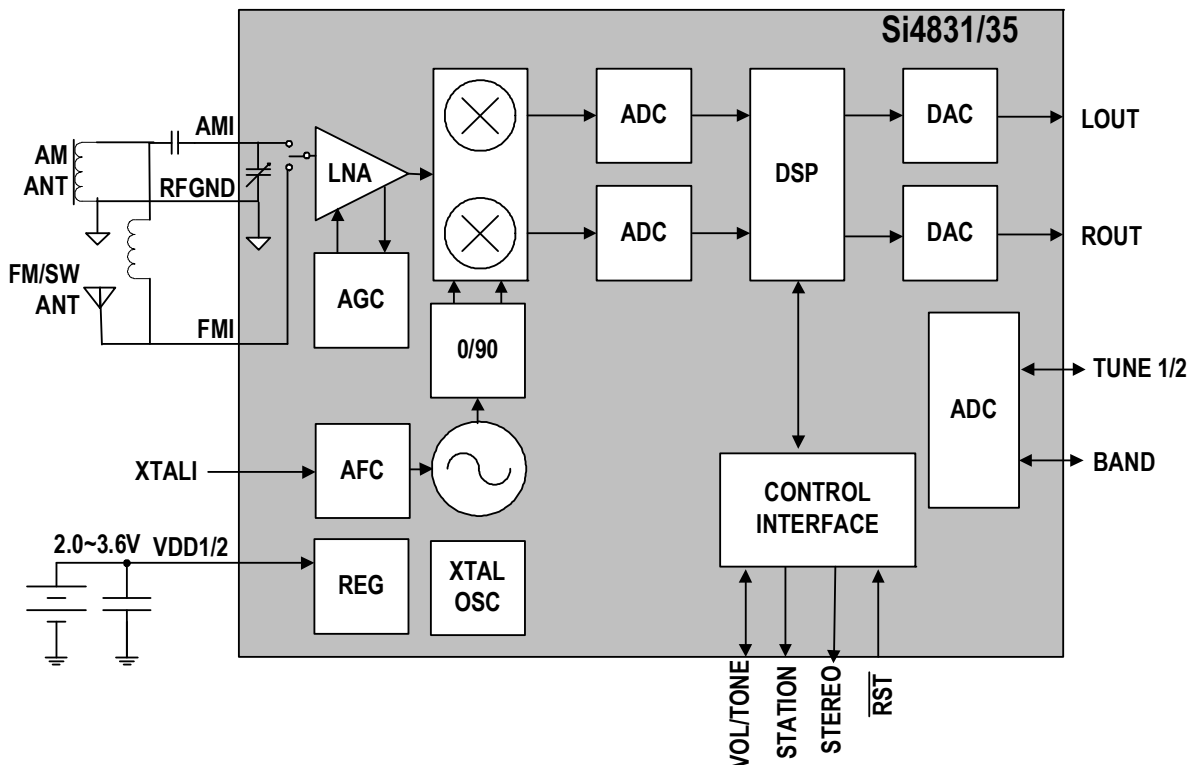 Si4831/35
AMI
AM
ANT
RFGND
FM/SW
ANT
FMI
LNA
AGC
0/90
ADC
ADC
DSP
DAC
DAC
LOUT
ROUT
ADC
TUNE 1/2
BAND
XTALI
AFC
CONTROL
INTERFACE
2.0~3.6V VDD1/2
REG
XTAL
OSC
VOL/TONE
STATION
STEREO
RST